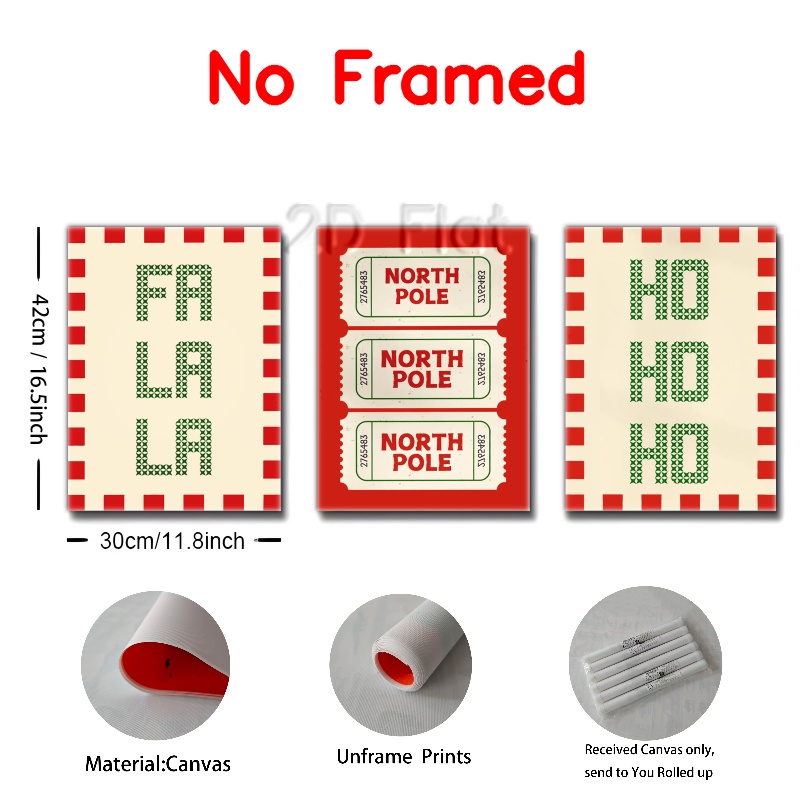 No Framed
2D Flat
FA
LA
LA
2765483
NORTH
POLE
2765483
2765483
NORTH
POLE
2765483
2765483
NORTH
POLE
2765483
HO
HO
HO
42cm / 16.5inch
30cm/11.8inch
Material:Canvas
Unframe Prints
Received Canvas only,
send to You Rolled up